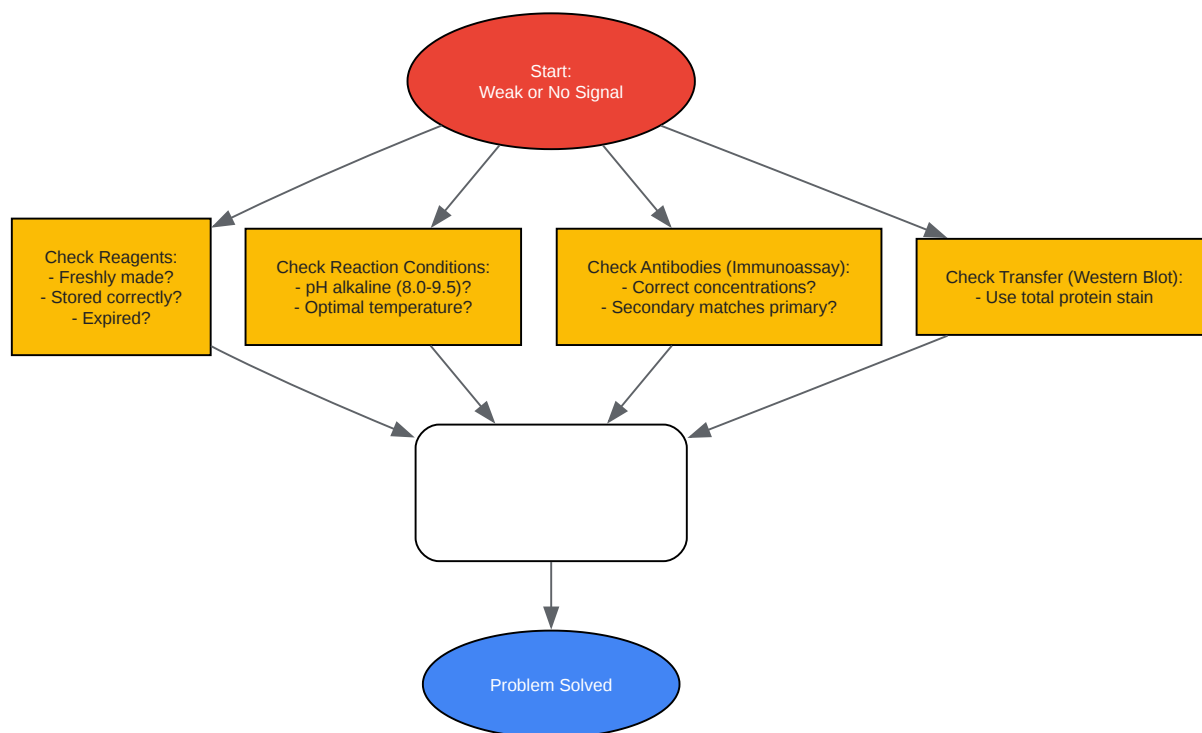 Start:
Weak or No Signal
Check Reagents:
- Freshly made?
- Stored correctly?
- Expired?
Check Reaction Conditions:
- pH alkaline (8.0-9.5)?
- Optimal temperature?
Check Antibodies (Immunoassay):
- Correct concentrations?
- Secondary matches primary?
Check Transfer (Western Blot):
- Use total protein stain
Problem Solved